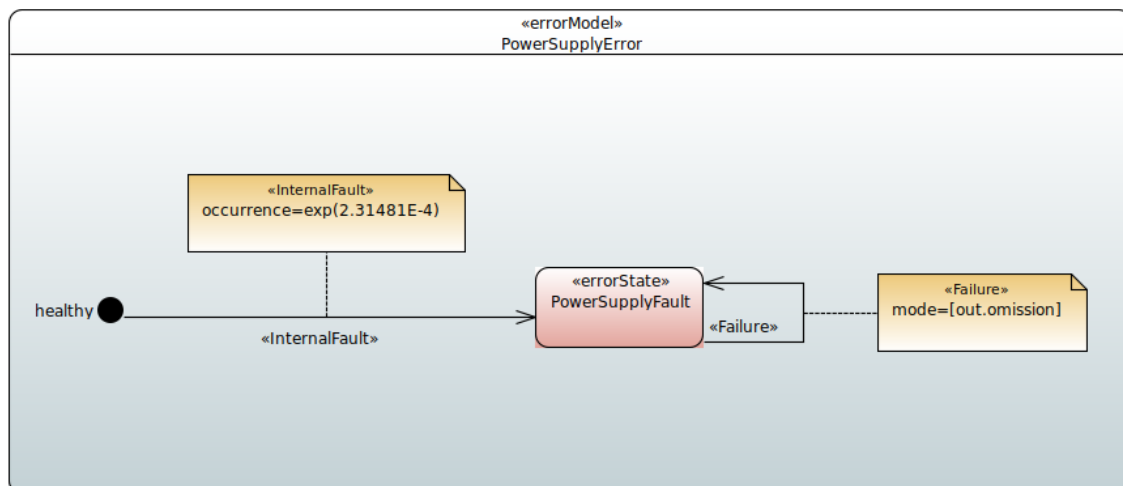 «errorModel»
PowerSupplyError
«InternalFault»
occurrence=exp(2.31481E-4)
healthy
«InternalFault»
«errorState»
PowerSupplyFault
«Failure»
«Failure»
mode=[out.omission]